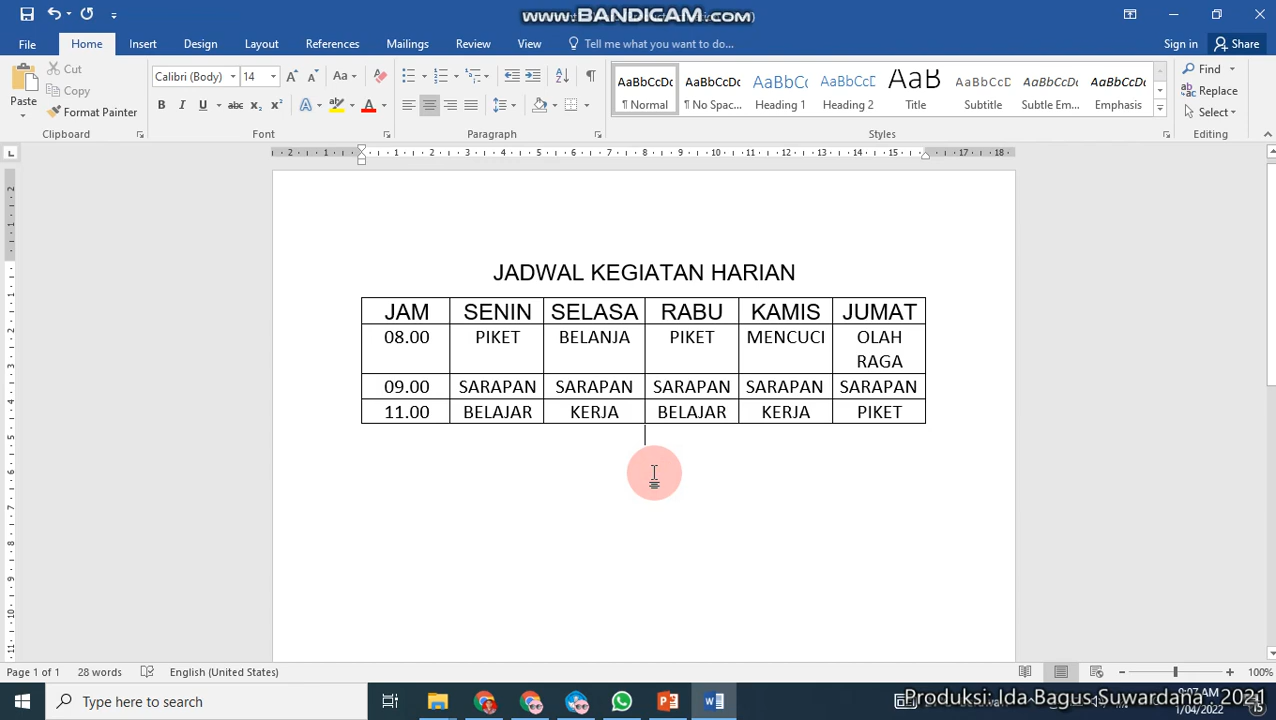 www.BANDICAM.com
File Home Insert Design Layout References Mailings Review View Tell me what you want to do... Sign in Share
Paste Cut Copy Format Painter
Calibri (Body) 14
AaBbCcDc AaBbCcDc AaBbCc AaBbCcD AaB AaBbCcD AaBbCcDc AaBbCcDc
¶ Normal ¶ No Spac... Heading 1 Heading 2 Title Subtitle Subtle Em... Emphasis
Find Replace Select
Clipboard Font Paragraph Styles Editing
JADWAL KEGIATAN HARIAN
JAM SENIN SELASA RABU KAMIS JUMAT
08.00 PIKET BELANJA PIKET MENCUCI OLAH RAGA
09.00 SARAPAN SARAPAN SARAPAN SARAPAN SARAPAN
11.00 BELAJAR KERJA BELAJAR KERJA PIKET
Page 1 of 1 28 words English (United States) 100%
Type here to search
Produksi: Ida Bagus Suwardana_2021
1/04/2022